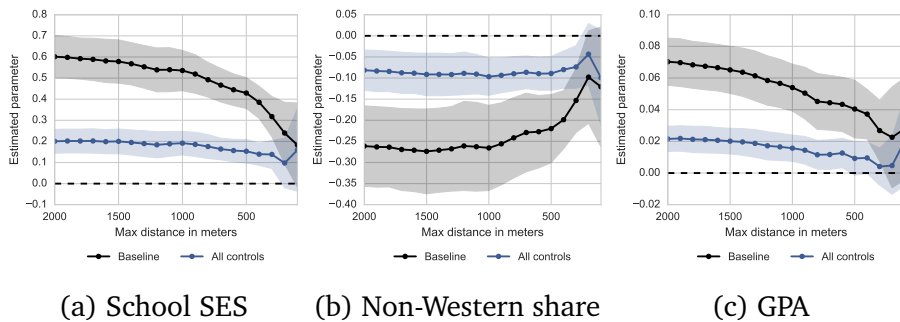 0.8
0.7
0.6
0.5
0.4
0.3
0.2
0.1
0.0
−0.1
Estimated parameter
2000 1500 1000 500
Max distance in meters
Baseline All controls
(a) School SES
0.05
0.00
−0.05
−0.10
−0.15
−0.20
−0.25
−0.30
−0.35
−0.40
Estimated parameter
2000 1500 1000 500
Max distance in meters
Baseline All controls
(b) Non-Western share
0.10
0.08
0.06
0.04
0.02
0.00
−0.02
Estimated parameter
2000 1500 1000 500
Max distance in meters
Baseline All controls
(c) GPA